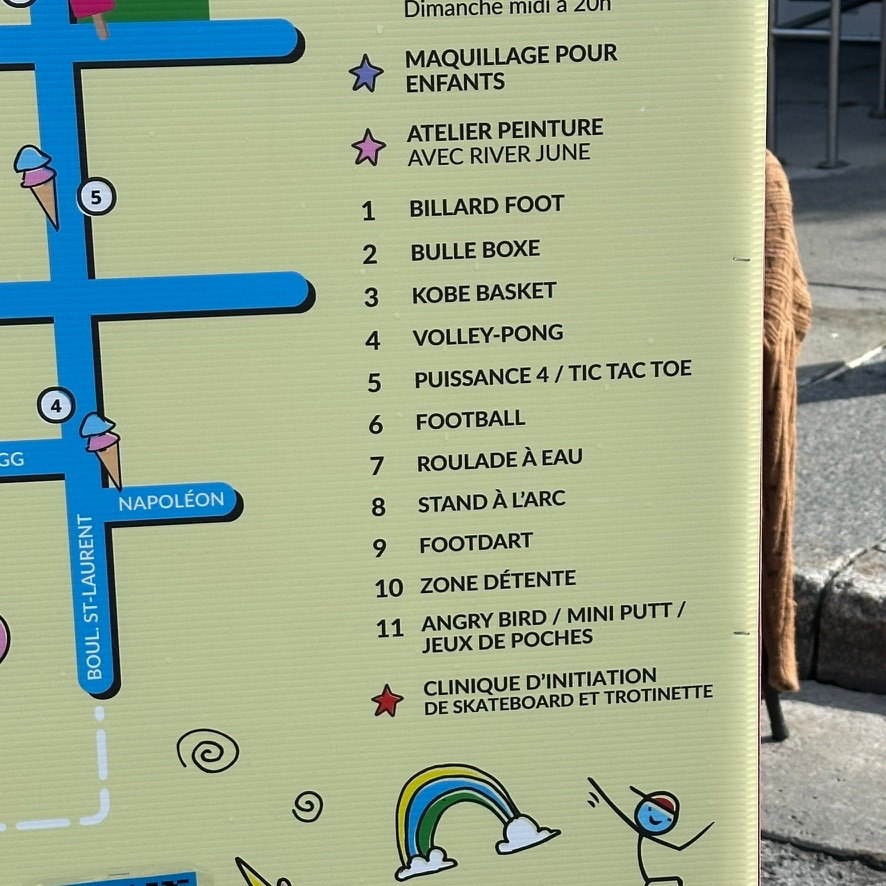 Dimanche midi à 20h
MAQUILLAGE POUR
ENFANTS
ATELIER PEINTURE
AVEC RIVER JUNE
5
1 BILLARD FOOT
2 BULLE BOXE
3 KOBE BASKET
4 VOLLEY-PONG
5 PUISSANCE 4 / TIC TAC TOE
4
6 FOOTBALL
GG
7 ROULADE À EAU
NAPOLÉON
8 STAND À L'ARC
BOUL. ST-LAURENT
9 FOOTDART
10 ZONE DÉTENTE
11 ANGRY BIRD / MINI PUTT /
JEUX DE POCHES
CLINIQUE D'INITIATION
DE SKATEBOARD ET TROTINETTE